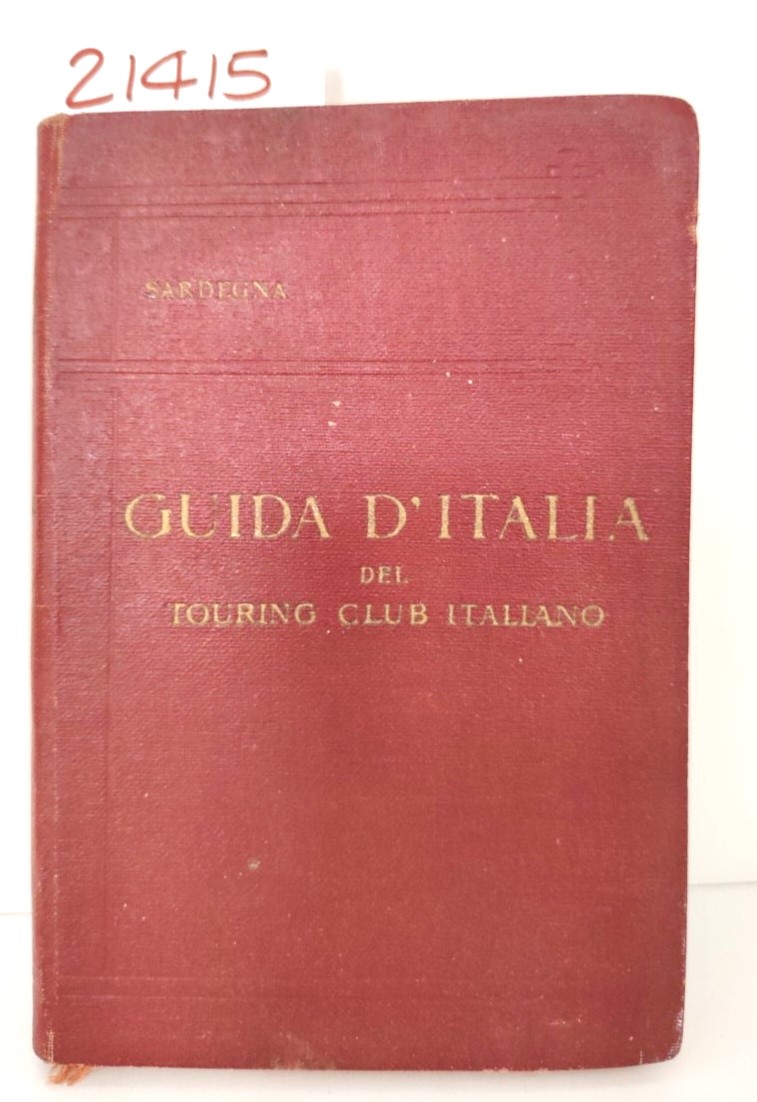 21415
SARDEGNA
GUIDA D'ITALIA
DEL
TOURING CLUB ITALIANO